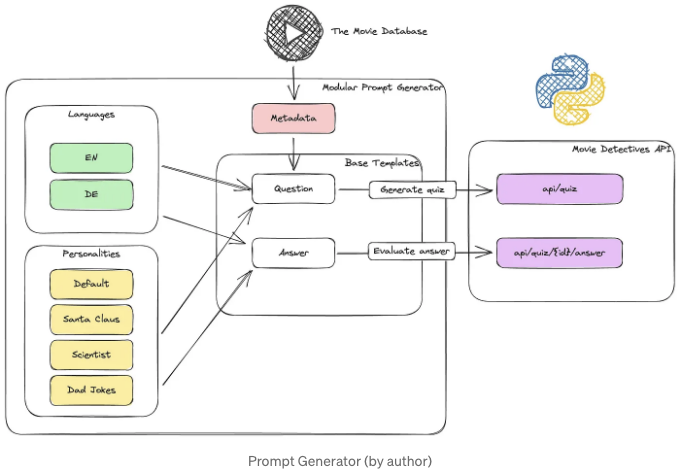 The Movie Database
Modular Prompt Generator
Languages
EN
DE
Personalities
Default
Santa Claus
Scientist
Dad Jokes
Metadata
Base Templates
Question
Answer
Generate quiz
Evaluate answer
Movie Detectives API
api/quiz
api/quiz/{id}/answer
Prompt Generator (by author)